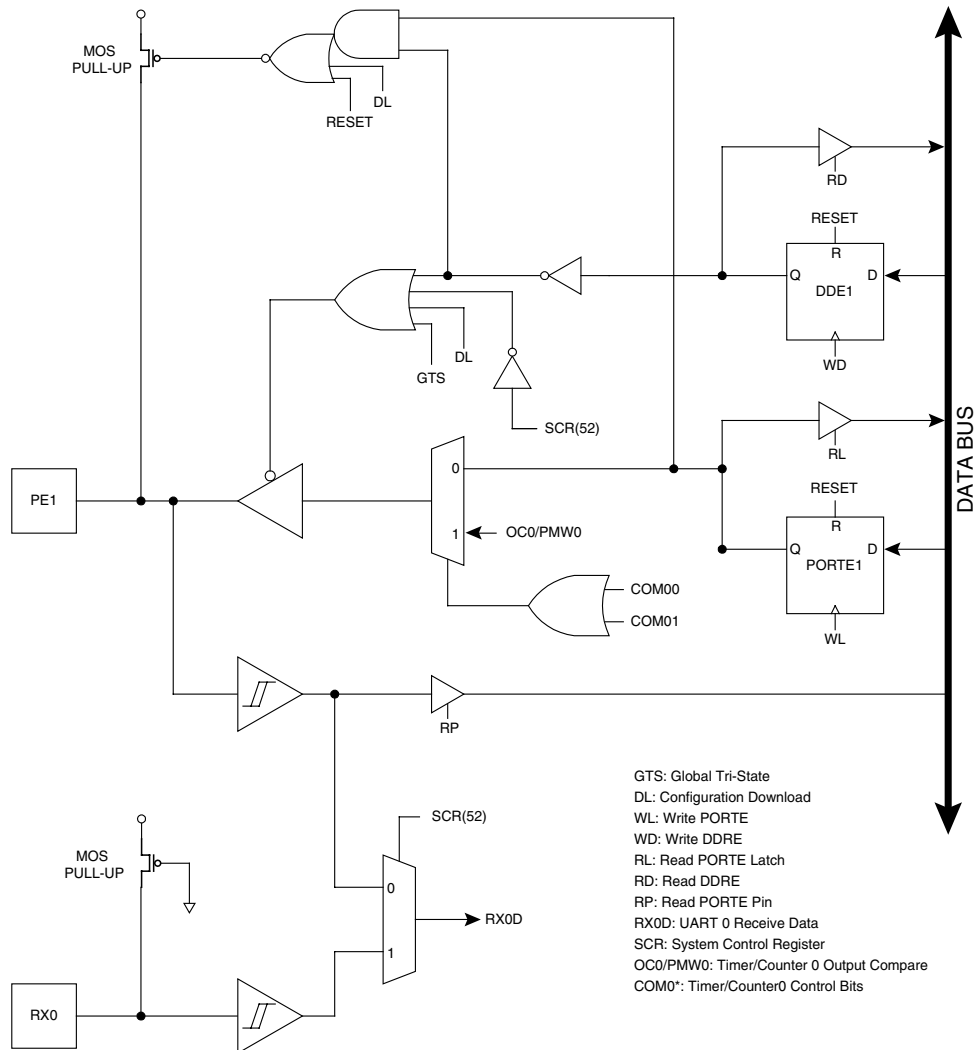 MOS
PULL-UP
DL
RESET
RD
RESET
R
Q
D
DDE1
WD
DL
GTS
SCR(52)
RL
DATA BUS
0
PE1
RESET
R
1
OC0/PMW0
Q
D
PORTE1
COM00
COM01
WL
RP
GTS: Global Tri-State
DL: Configuration Download
WL: Write PORTE
WD: Write DDRE
RL: Read PORTE Latch
RD: Read DDRE
RP: Read PORTE Pin
RX0D: UART 0 Receive Data
SCR: System Control Register
OC0/PMW0: Timer/Counter 0 Output Compare
COM0*: Timer/Counter0 Control Bits
SCR(52)
MOS
PULL-UP
0
RX0D
1
RX0